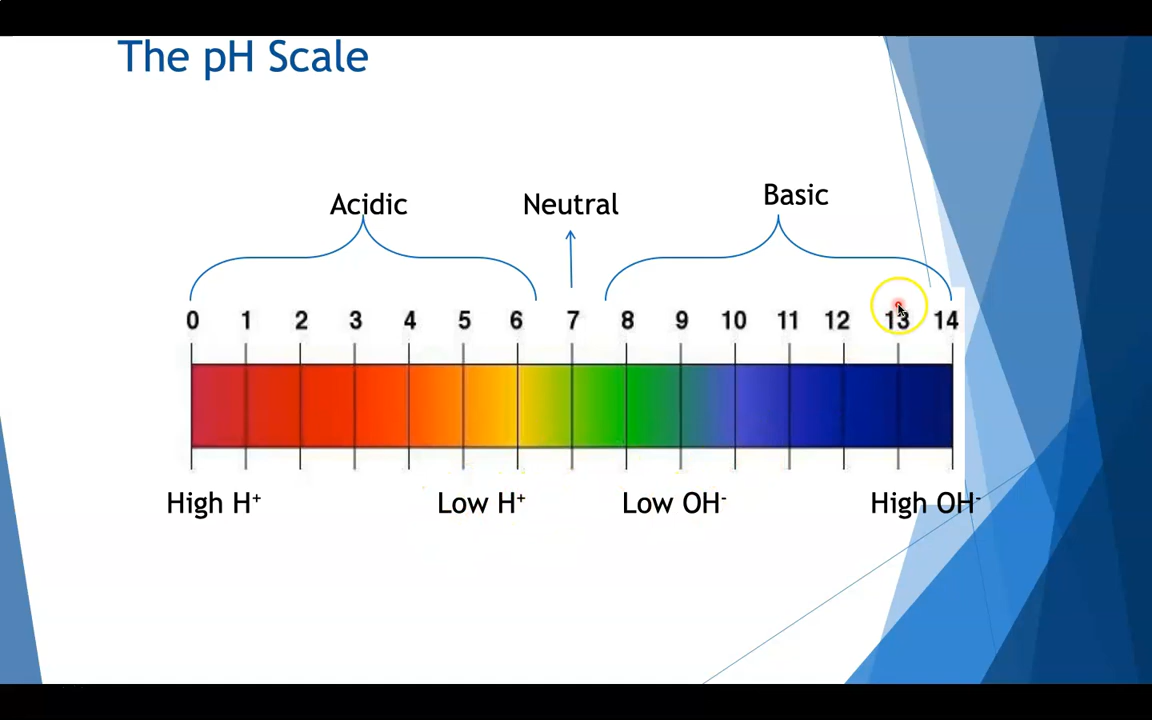 The pH Scale
Acidic Neutral Basic
0 1 2 3 4 5 6 7 8 9 10 11 12 13 14
High H⁺ Low H⁺ Low OH⁻ High OH⁻